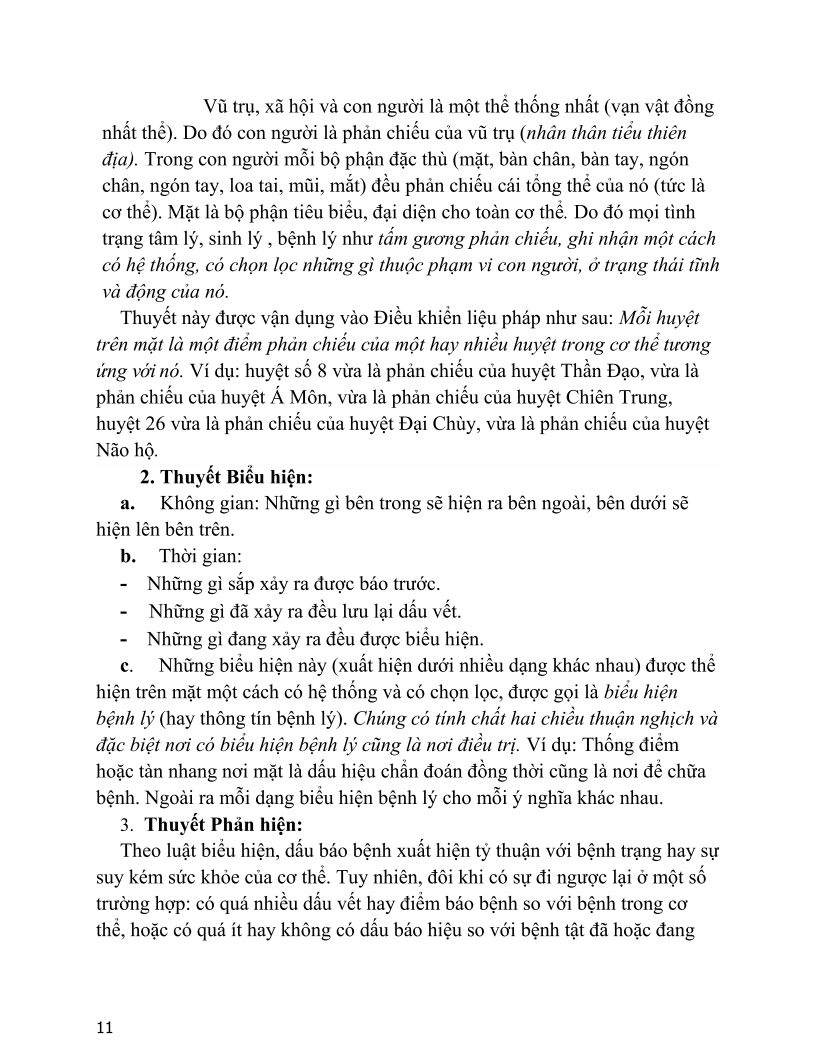 Vũ trụ, xã hội và con người là một thể thống nhất (vạn vật đồng
nhất thể). Do đó con người là phản chiếu của vũ trụ (nhân thân tiểu thiên
địa). Trong con người mỗi bộ phận đặc thù (mặt, bàn chân, bàn tay, ngón
chân, ngón tay, loa tai, mũi, mắt) đều phản chiếu cái tổng thể của nó (tức là
cơ thể). Mặt là bộ phận tiêu biểu, đại diện cho toàn cơ thể. Do đó mọi tình
trạng tâm lý, sinh lý , bệnh lý như tấm gương phản chiếu, ghi nhận một cách
có hệ thống, có chọn lọc những gì thuộc phạm vi con người, ở trạng thái tĩnh
và động của nó.
Thuyết này được vận dụng vào Điều khiển liệu pháp như sau: Mỗi huyệt
trên mặt là một điểm phản chiếu của một hay nhiều huyệt trong cơ thể tương
ứng với nó. Ví dụ: huyệt số 8 vừa là phản chiếu của huyệt Thần Đạo, vừa là
phản chiếu của huyệt Á Môn, vừa là phản chiếu của huyệt Chiên Trung,
huyệt 26 vừa là phản chiếu của huyệt Đại Chùy, vừa là phản chiếu của huyệt
Não hộ.
2. Thuyết Biểu hiện:
a. Không gian: Những gì bên trong sẽ hiện ra bên ngoài, bên dưới sẽ
hiện lên bên trên.
b. Thời gian:
- Những gì sắp xảy ra được báo trước.
- Những gì đã xảy ra đều lưu lại dấu vết.
- Những gì đang xảy ra đều được biểu hiện.
c. Những biểu hiện này (xuất hiện dưới nhiều dạng khác nhau) được thể
hiện trên mặt một cách có hệ thống và có chọn lọc, được gọi là biểu hiện
bệnh lý (hay thông tín bệnh lý). Chúng có tính chất hai chiều thuận nghịch và
đặc biệt nơi có biểu hiện bệnh lý cũng là nơi điều trị. Ví dụ: Thống điểm
hoặc tàn nhang nơi mặt là dấu hiệu chẩn đoán đồng thời cũng là nơi để chữa
bệnh. Ngoài ra mỗi dạng biểu hiện bệnh lý cho mỗi ý nghĩa khác nhau.
3. Thuyết Phản hiện:
Theo luật biểu hiện, dấu báo bệnh xuất hiện tỷ thuận với bệnh trạng hay sự
suy kém sức khỏe của cơ thể. Tuy nhiên, đôi khi có sự đi ngược lại ở một số
trường hợp: có quá nhiều dấu vết hay điểm báo bệnh so với bệnh trong cơ
thể, hoặc có quá ít hay không có dấu báo hiệu so với bệnh tật đã hoặc đang
11